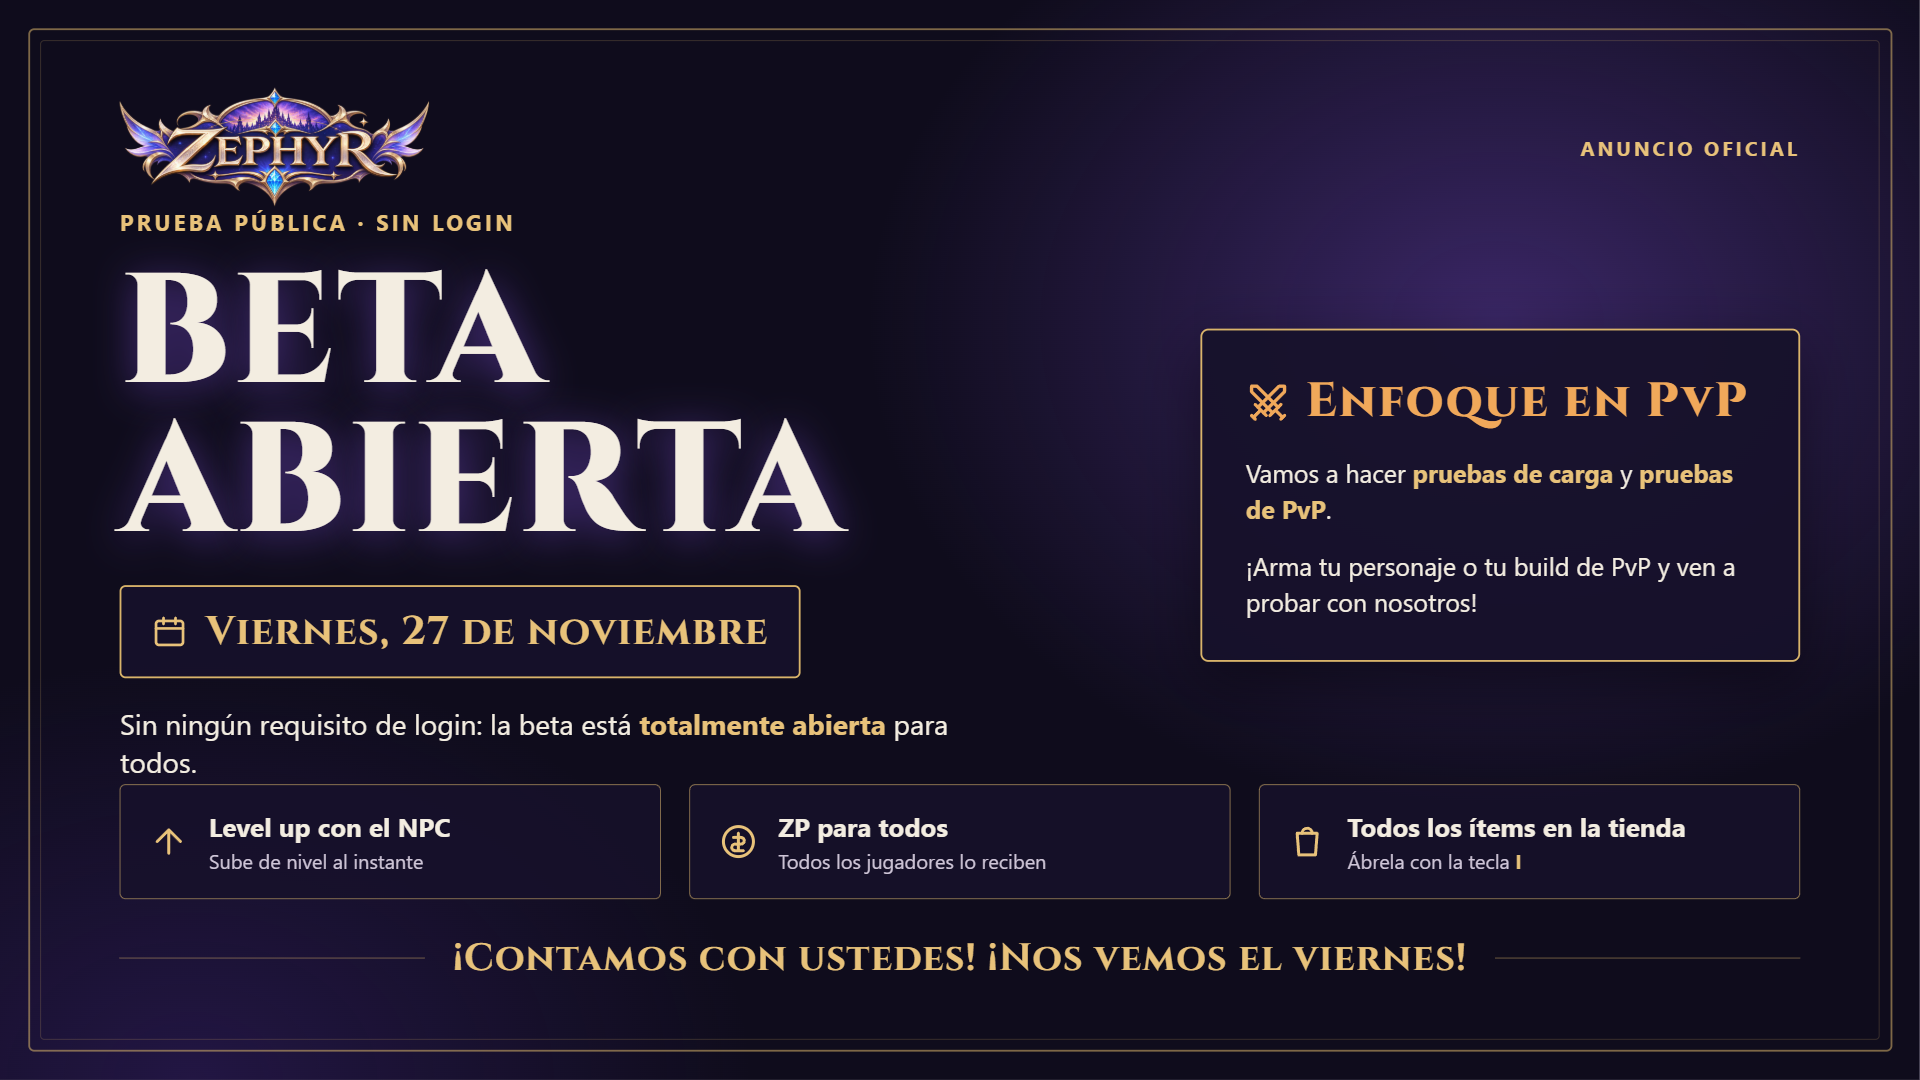 ZEPHYR
ANUNCIO OFICIAL
PRUEBA PÚBLICA · SIN LOGIN
BETA
ABIERTA
VIERNES, 27 DE NOVIEMBRE
Sin ningún requisito de login: la beta está totalmente abierta para
todos.
ENFOQUE EN PVP
Vamos a hacer pruebas de carga y pruebas
de PvP.
¡Arma tu personaje o tu build de PvP y ven a
probar con nosotros!
Level up con el NPC
Sube de nivel al instante
ZP para todos
Todos los jugadores lo reciben
Todos los ítems en la tienda
Ábrela con la tecla I
¡CONTAMOS CON USTEDES! ¡NOS VEMOS EL VIERNES!